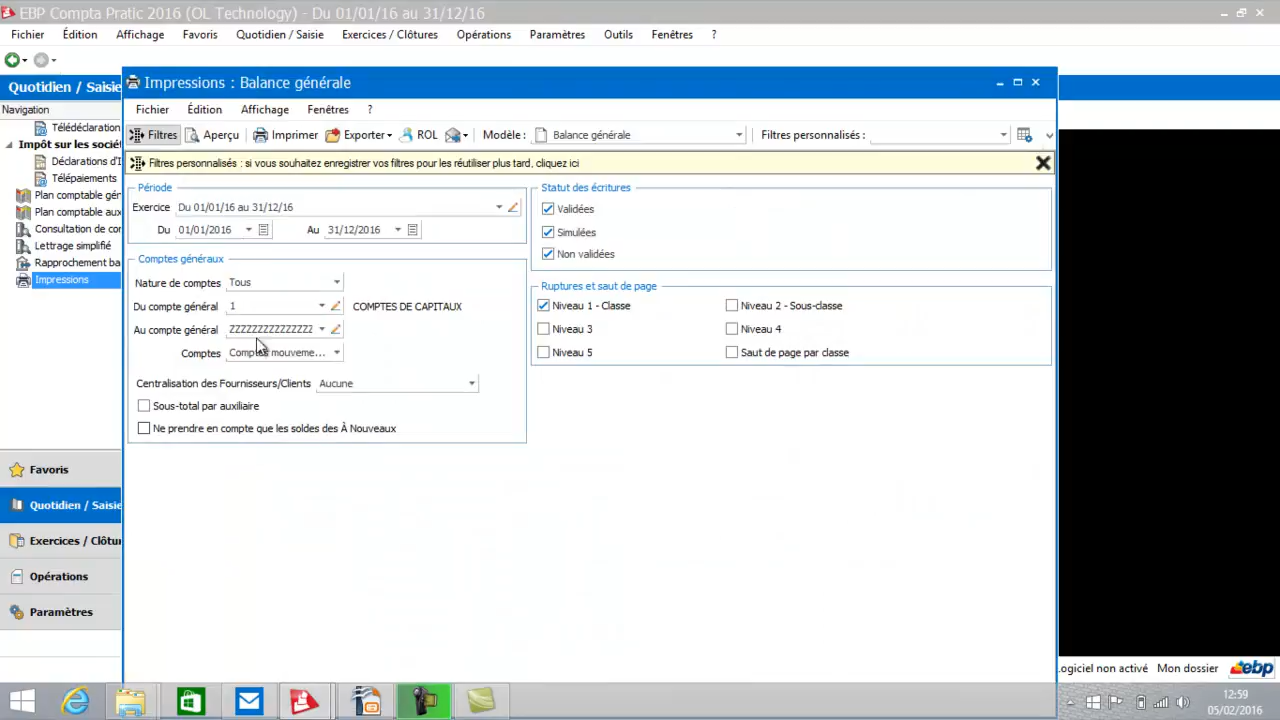 EBP Compta Pratic 2016 (OL Technology) - Du 01/01/16 au 31/12/16
Fichier Édition Affichage Favoris Quotidien / Saisie Exercices / Clôtures Opérations Paramètres Outils Fenêtres ?
Quotidien / Saisie
Navigation
Télédéclaration
Impôt sur les sociét
Déclarations d'I
Télépaiements
Plan comptable gén
Plan comptable aux
Consultation de con
Lettrage simplifié
Rapprochement ba
Impressions
Favoris
Quotidien / Saisie
Exercices / Clôtur
Opérations
Paramètres
Impressions : Balance générale
Fichier Édition Affichage Fenêtres ?
Filtres Aperçu Imprimer Exporter ROL Modèle : Balance générale Filtres personnalisés :
Filtres personnalisés : si vous souhaitez enregistrer vos filtres pour les réutiliser plus tard, cliquez ici
Période
Exercice Du 01/01/16 au 31/12/16
Du 01/01/2016 Au 31/12/2016
Comptes généraux
Nature de comptes Tous
Du compte général 1 COMPTES DE CAPITAUX
Au compte général ZZZZZZZZZZZZZZZ
Comptes Comptes mouveme...
Centralisation des Fournisseurs/Clients Aucune
Sous-total par auxiliaire
Ne prendre en compte que les soldes des À Nouveaux
Statut des écritures
Validées
Simulées
Non validées
Ruptures et saut de page
Niveau 1 - Classe Niveau 2 - Sous-classe
Niveau 3 Niveau 4
Niveau 5 Saut de page par classe
ogiciel non activé Mon dossier ebp
12:59
05/02/2016